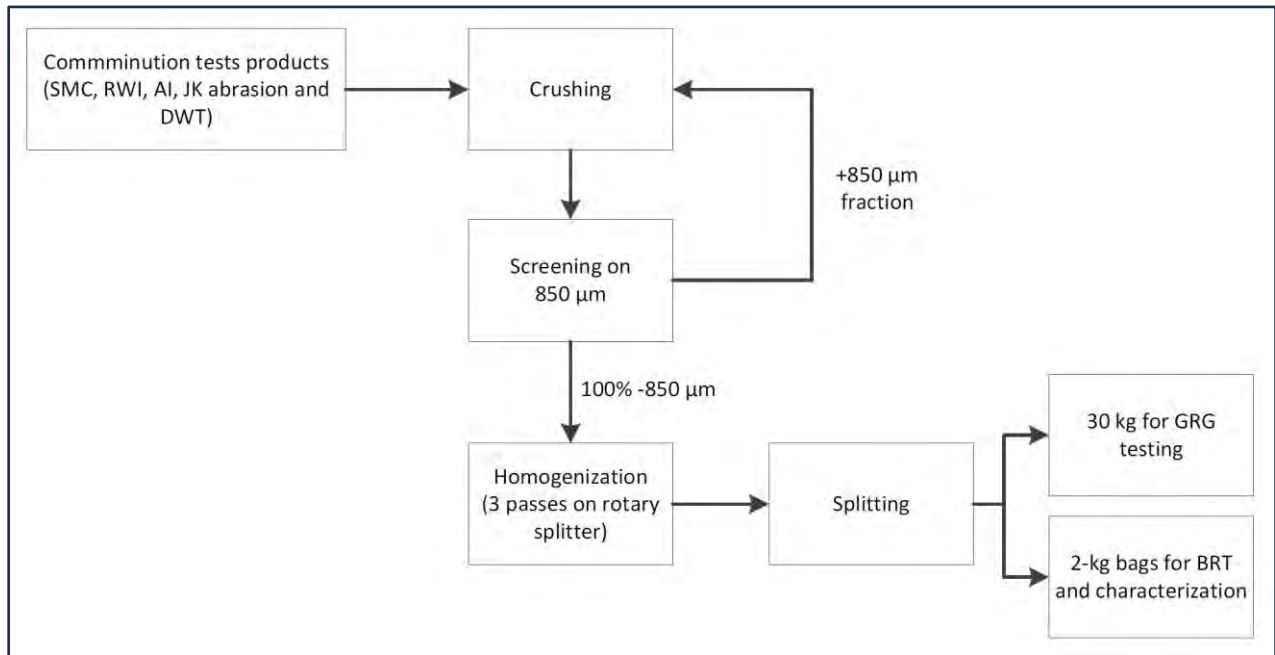 Commminution tests products
(SMC, RWI, AI, JK abrasion and
DWT)
Crushing
+850 µm
fraction
Screening on
850 µm
100% -850 µm
Homogenization
(3 passes on rotary
splitter)
Splitting
30 kg for GRG
testing
2-kg bags for BRT
and characterization